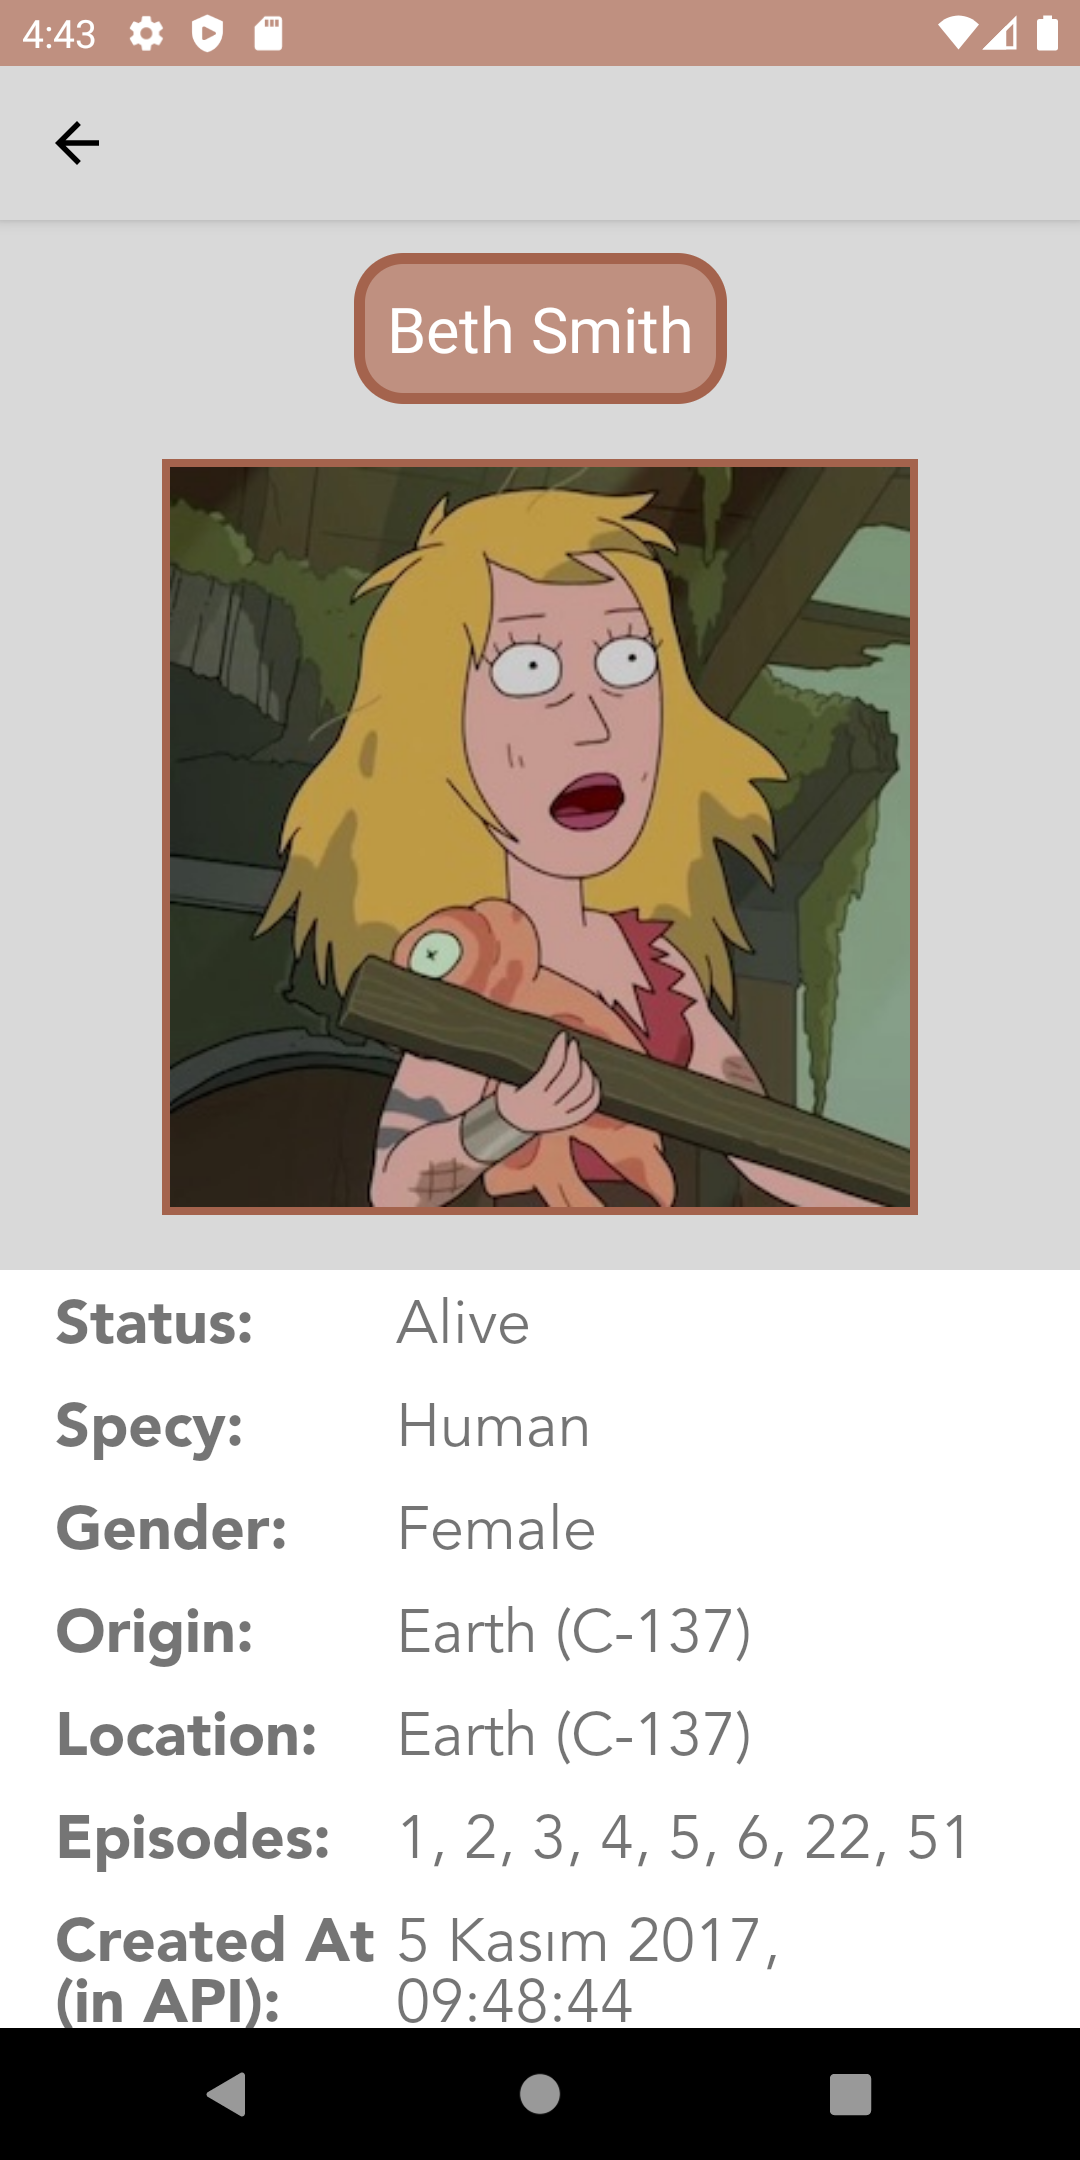 4:43
Beth Smith
Status: Alive
Specy: Human
Gender: Female
Origin: Earth (C-137)
Location: Earth (C-137)
Episodes: 1, 2, 3, 4, 5, 6, 22, 51
Created At 5 Kasım 2017,
(in API): 09:48:44